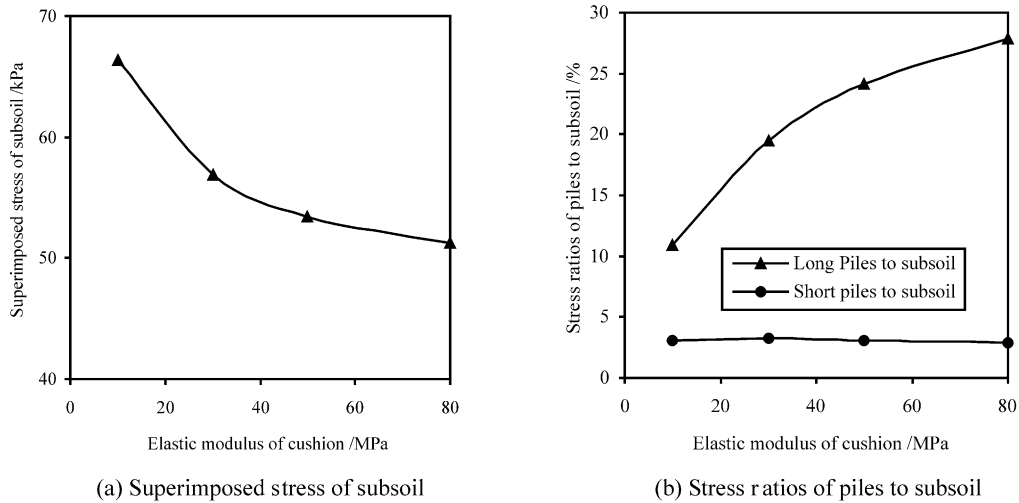 70
60
50
40
0
20
40
60
80
Superimposed stress of subsoil /kPa
Elastic modulus of cushion /MPa
(a) Superimposed stress of subsoil
30
25
20
15
10
5
0
0
20
40
60
80
Stress ratios of piles to subsoil /%
Long Piles to subsoil
Short piles to subsoil
Elastic modulus of cushion /MPa
(b) Stress ratios of piles to subsoil